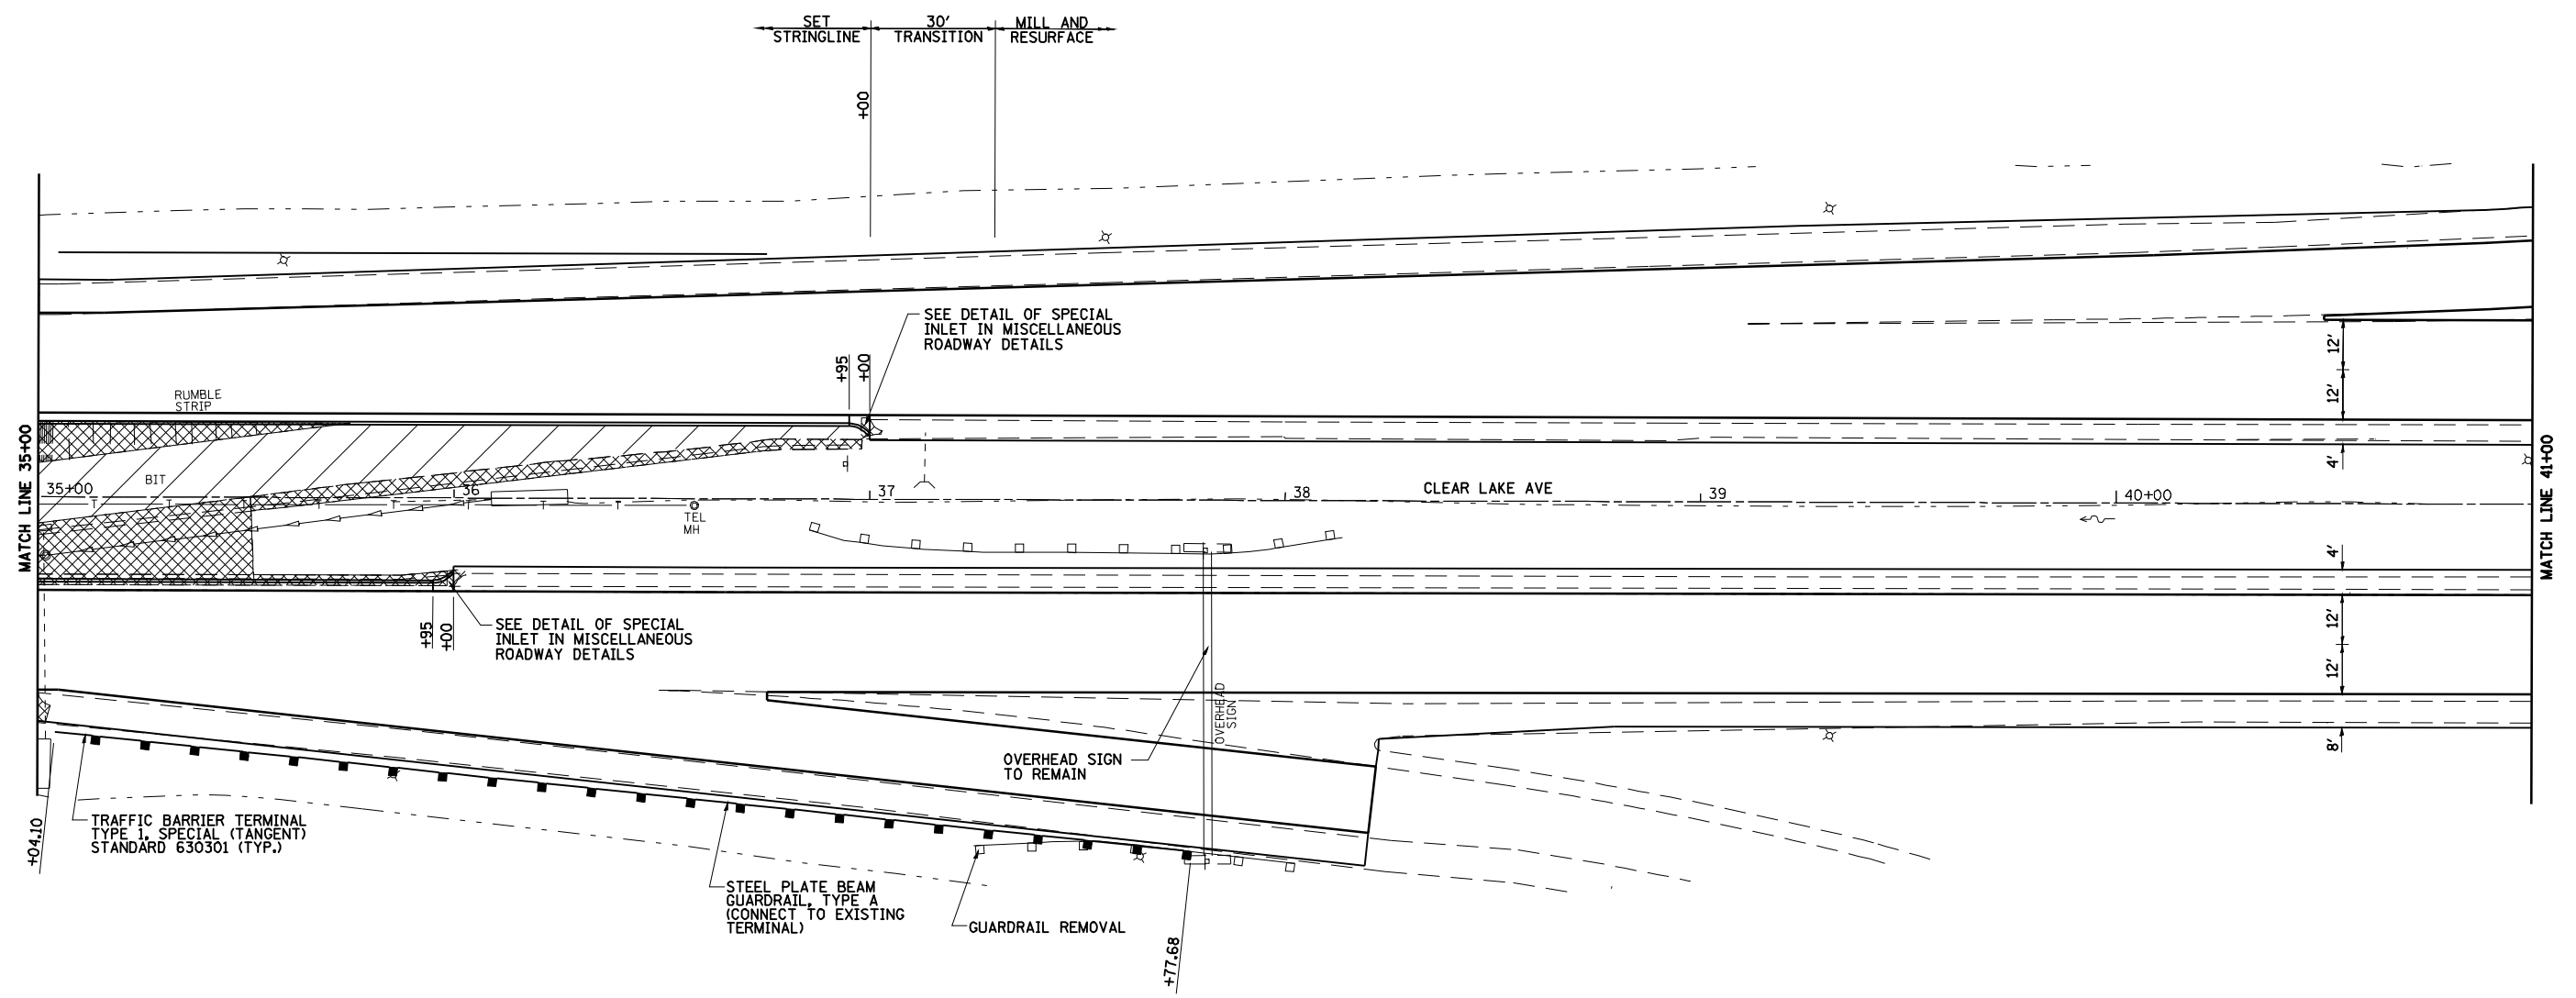 SET
STRINGLINE
30'
TRANSITION
MILL AND
RESURFACE
+00
SEE DETAIL OF SPECIAL
INLET IN MISCELLANEOUS
ROADWAY DETAILS
+95
+00
RUMBLE
STRIP
12'
12'
4'
MATCH LINE 35+00
BIT
35+00
36
37
38
CLEAR LAKE AVE
39
40+00
MATCH LINE 41+00
T T T T T T T T
TEL
MH
4'
12'
12'
8'
+95
+00
SEE DETAIL OF SPECIAL
INLET IN MISCELLANEOUS
ROADWAY DETAILS
OVERHEAD
SIGN
OVERHEAD SIGN
TO REMAIN
+04.10
TRAFFIC BARRIER TERMINAL
TYPE 1, SPECIAL (TANGENT)
STANDARD 630301 (TYP.)
STEEL PLATE BEAM
GUARDRAIL, TYPE A
(CONNECT TO EXISTING
TERMINAL)
GUARDRAIL REMOVAL
+77.68